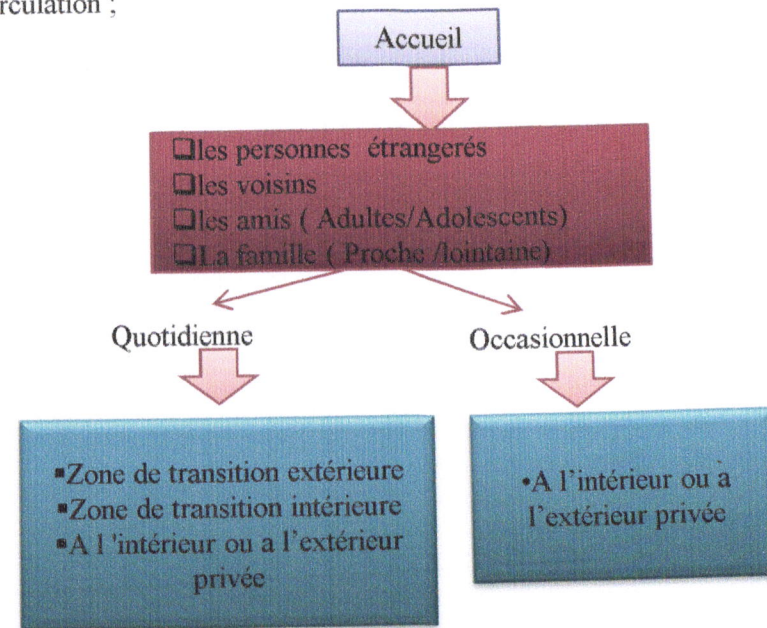 rculation ;
Accueil
❑les personnes étrangerés
❑les voisins
❑les amis ( Adultes/Adolescents)
❑La famille ( Proche /lointaine)
Quotidienne
Occasionnelle
▪Zone de transition extérieure
▪Zone de transition intérieure
▪A l 'intérieur ou a l'extérieur
privée
•A l'intérieur ou à
l'extérieur privée